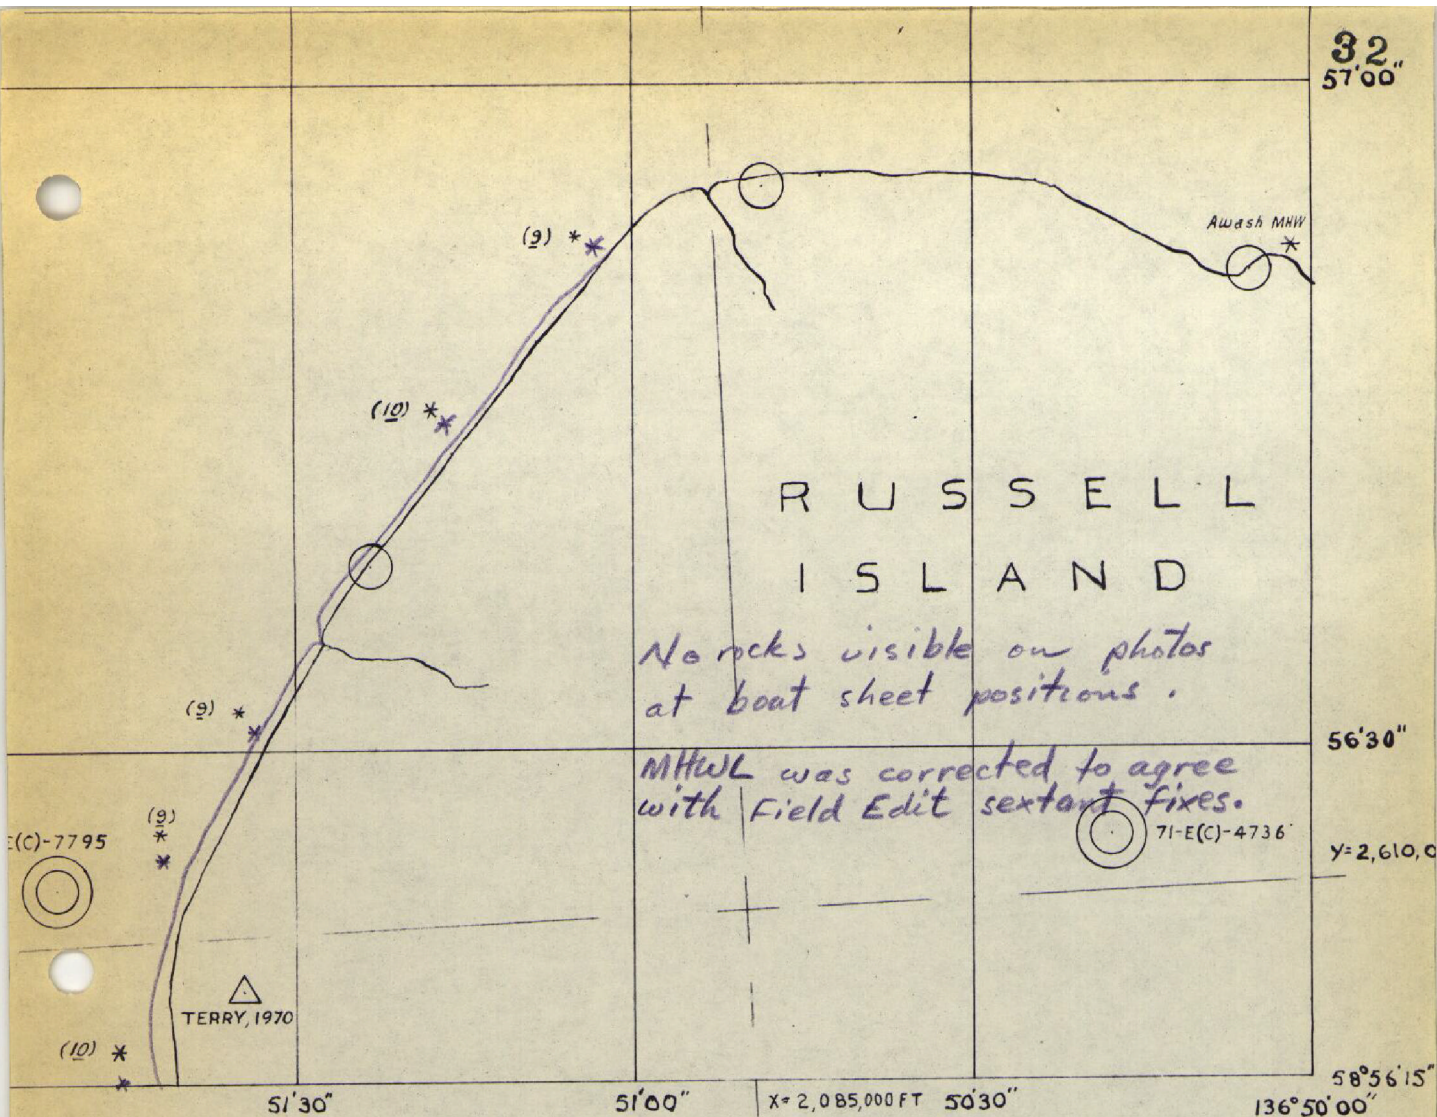 32
57'00"
Awash MHW
(9) *
(10) *
RUSSELL
ISLAND
No rocks visible on photos
at boat sheet positions.
(9) *
56'30"
MHWL was corrected to agree
with Field Edit sextant fixes.
(9)
E(C)-7795
71-E(C)-4736
Y=2,610,0
TERRY, 1970
(10) *
58°56'15"
51'30"
51'00"
X=2,085,000 FT
50'30"
136°50'00"